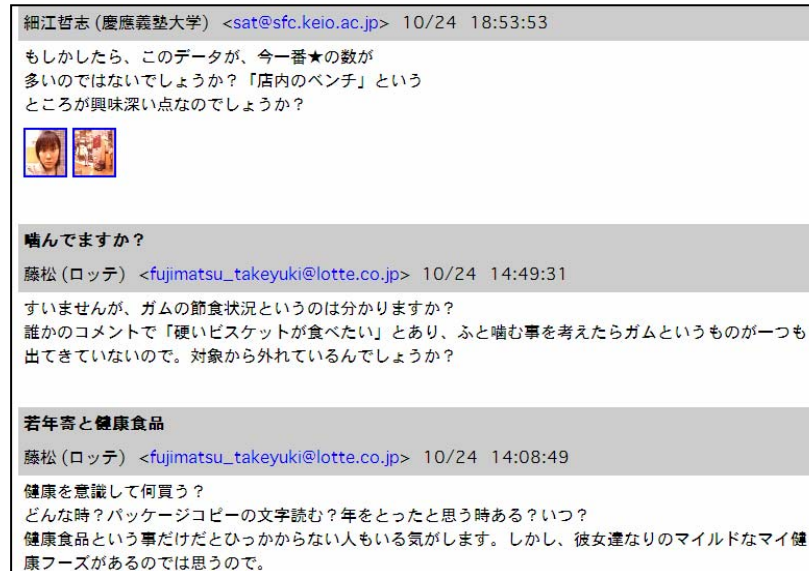 細江哲志 (慶應義塾大学) <sat@sfc.keio.ac.jp> 10/24 18:53:53
もしかしたら、このデータが、今一番★の数が
多いのではないでしょうか？「店内のベンチ」という
ところが興味深い点なのでしょうか？
噛んでますか？
藤松 (ロッテ) <fujimatsu_takeyuki@lotte.co.jp> 10/24 14:49:31
すいませんが、ガムの節食状況というのは分かりますか？
誰かのコメントで「硬いビスケットが食べたい」とあり、ふと噛む事を考えたらガムというものが一つも
出てきていないので。対象から外れているんでしょうか？
若年寄と健康食品
藤松 (ロッテ) <fujimatsu_takeyuki@lotte.co.jp> 10/24 14:08:49
健康を意識して何買う？
どんな時？パッケージコピーの文字読む？年をとったと思う時ある？いつ？
健康食品という事だけだとひっかからない人もいる気がします。しかし、彼女達なりのマイルドなマイ健
康フーズがあるのでは思うので。